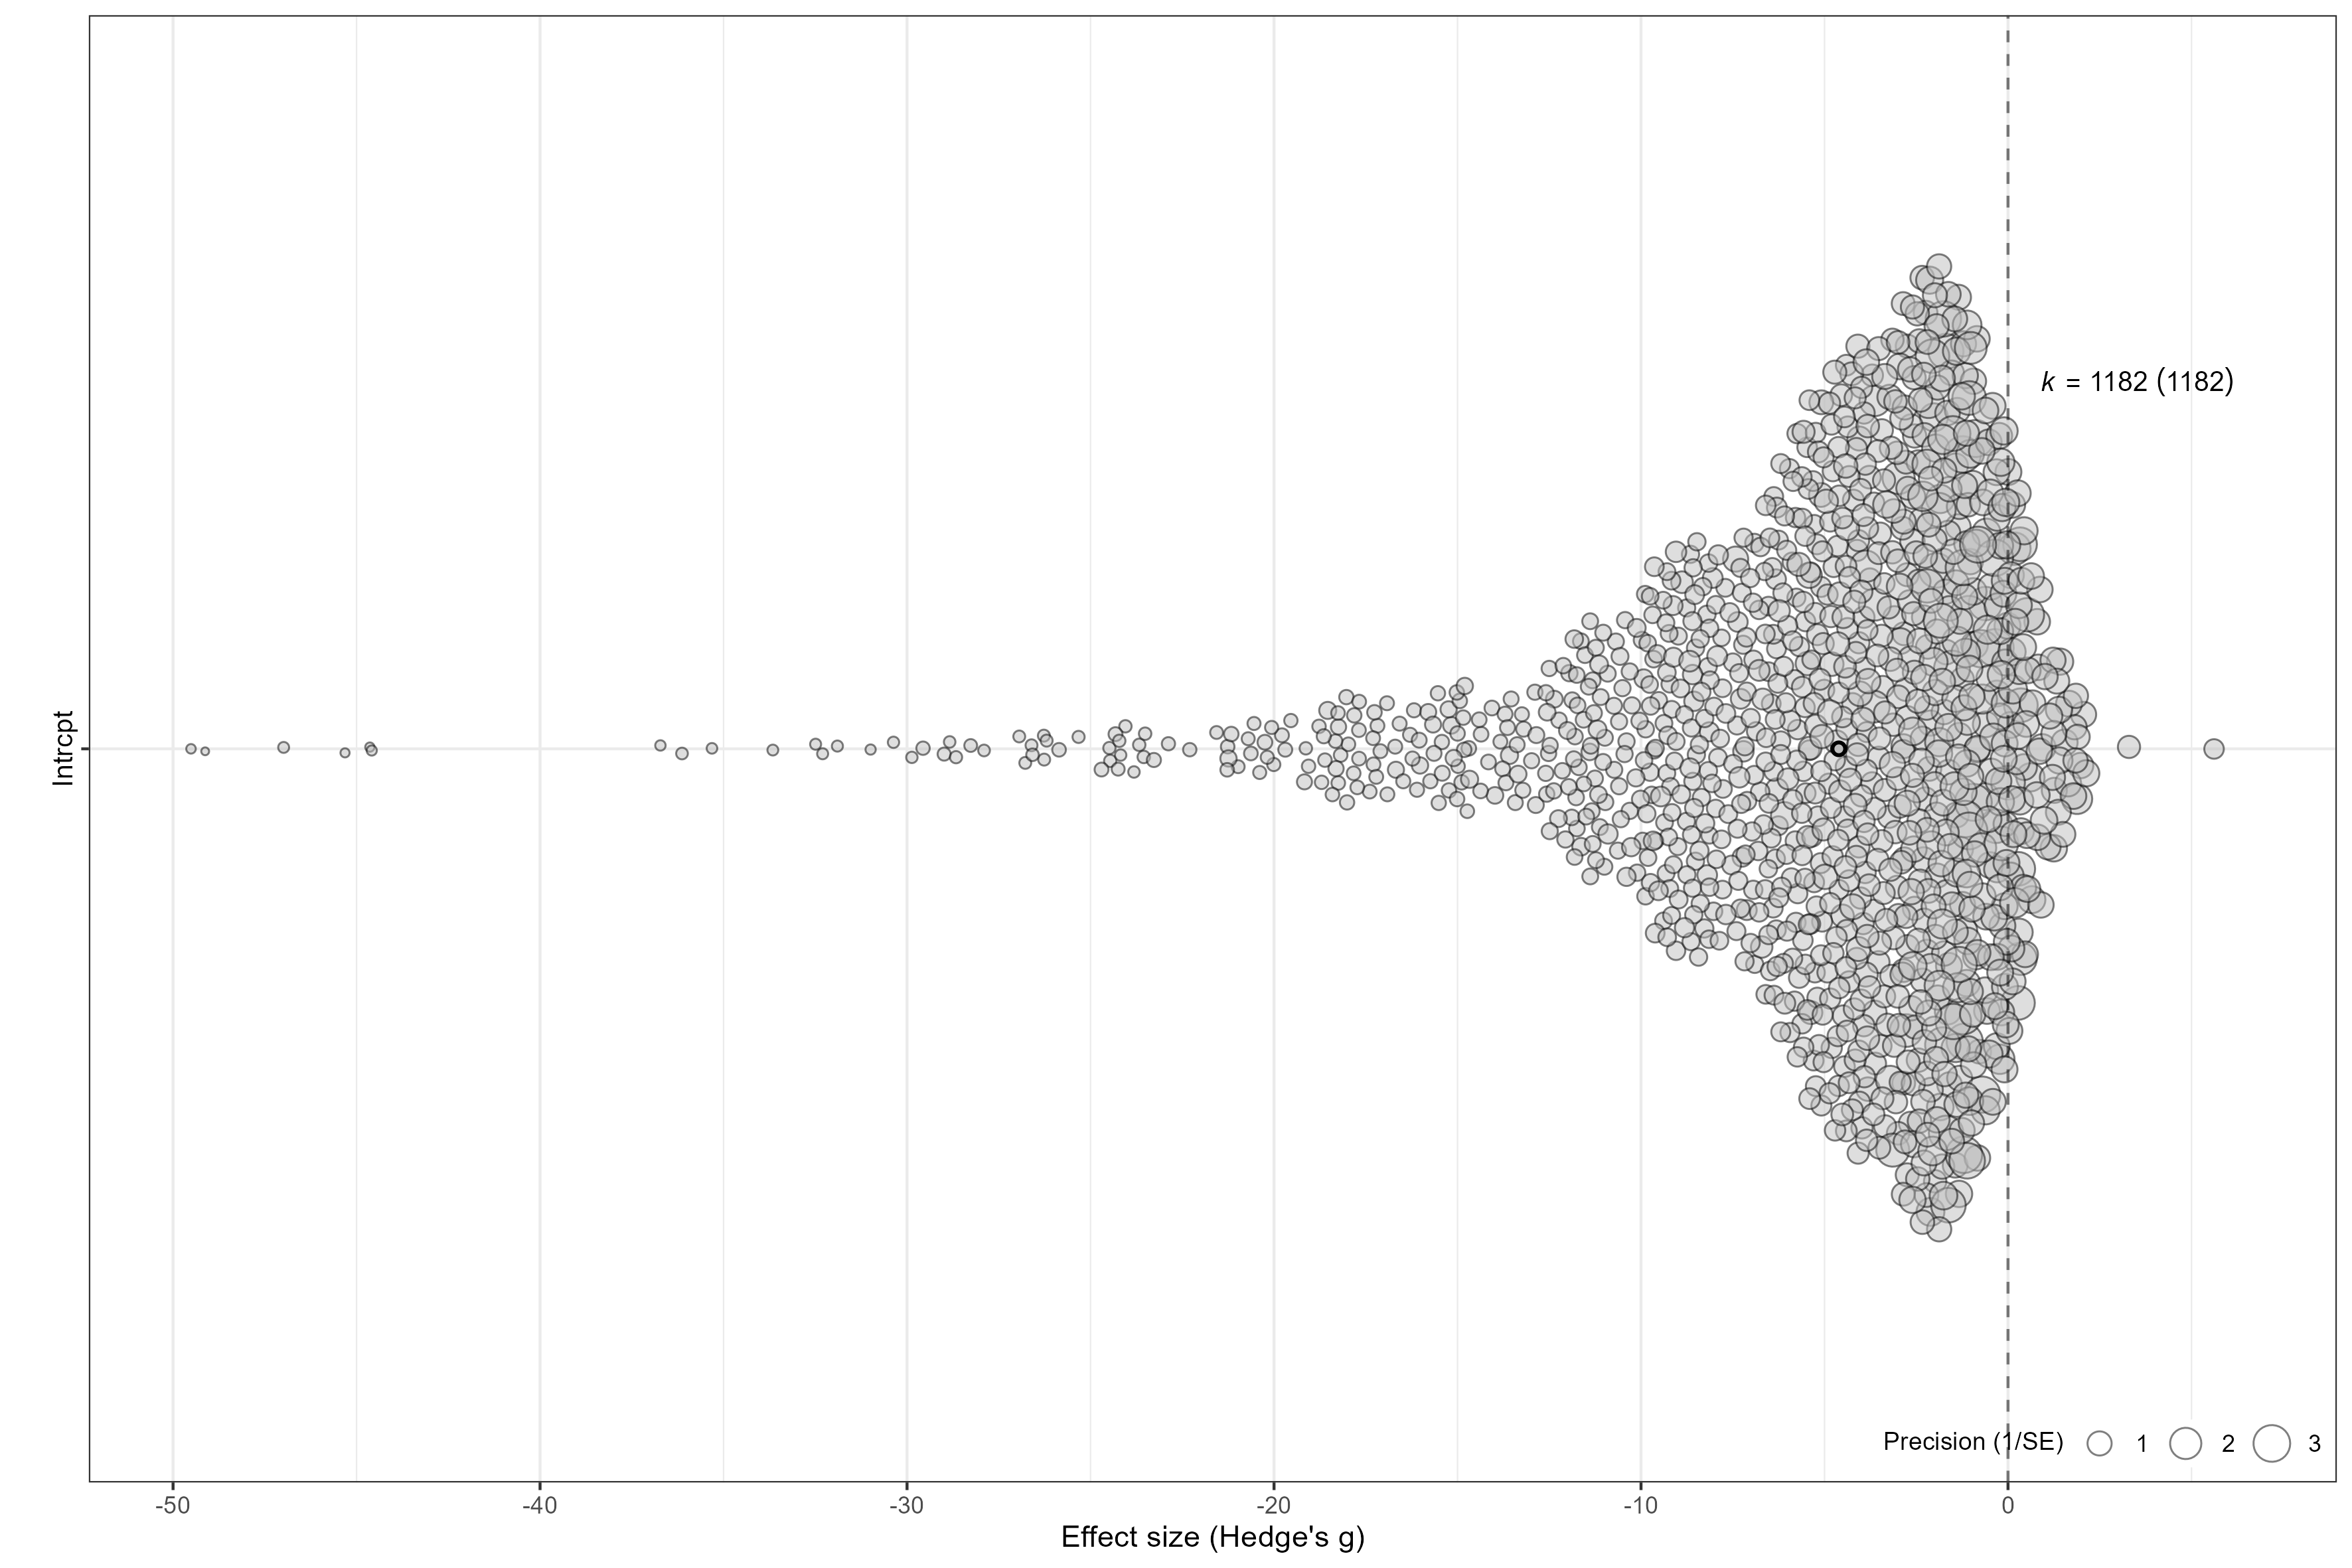 k = 1182 (1182)
Intrcpt
Precision (1/SE) 1 2 3
-50 -40 -30 -20 -10 0
Effect size (Hedge's g)